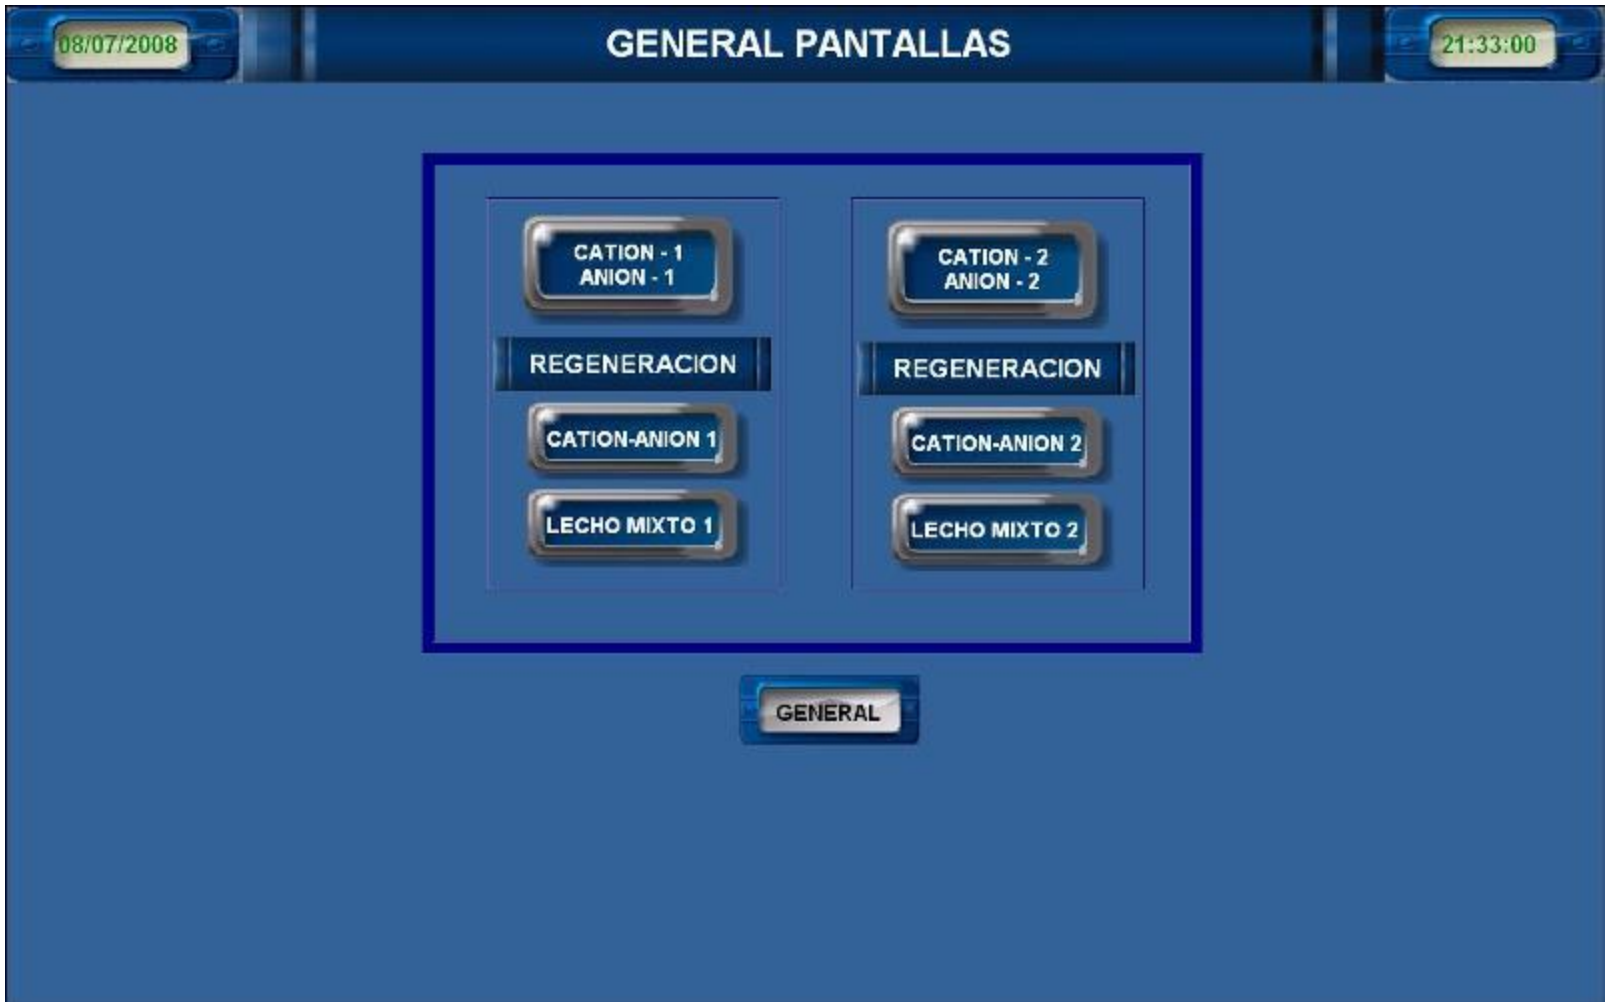 08/07/2008
GENERAL PANTALLAS
21:33:00
CATION - 1
ANION - 1
REGENERACION
CATION-ANION 1
LECHO MIXTO 1
CATION - 2
ANION - 2
REGENERACION
CATION-ANION 2
LECHO MIXTO 2
GENERAL